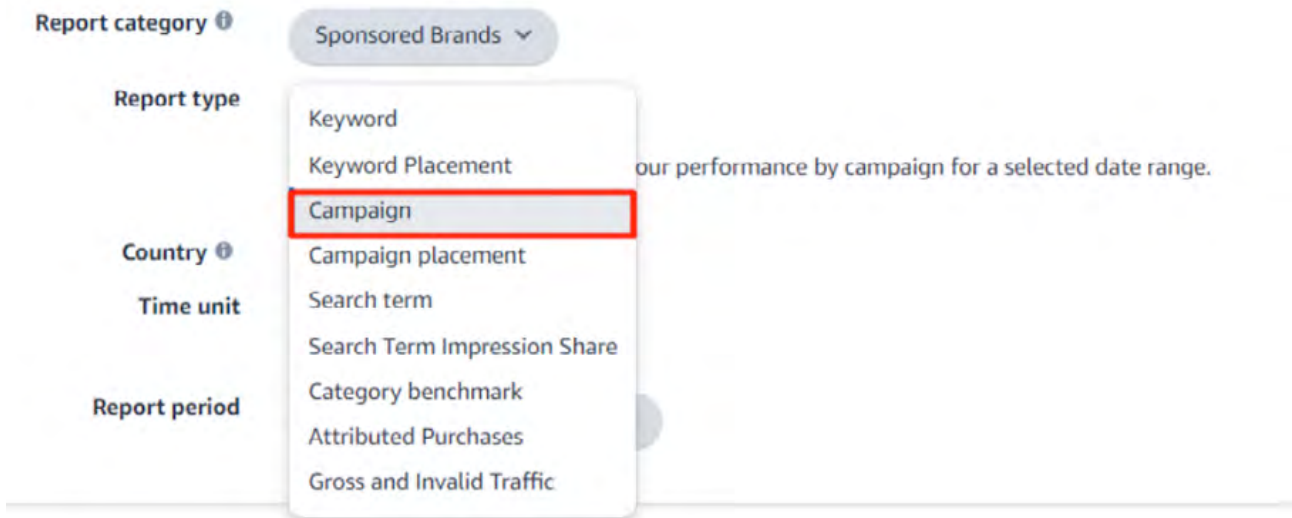 Report category
Sponsored Brands
Report type
Keyword
Keyword Placement
our performance by campaign for a selected date range.
Campaign
Country
Campaign placement
Time unit
Search term
Search Term Impression Share
Category benchmark
Report period
Attributed Purchases
Gross and Invalid Traffic